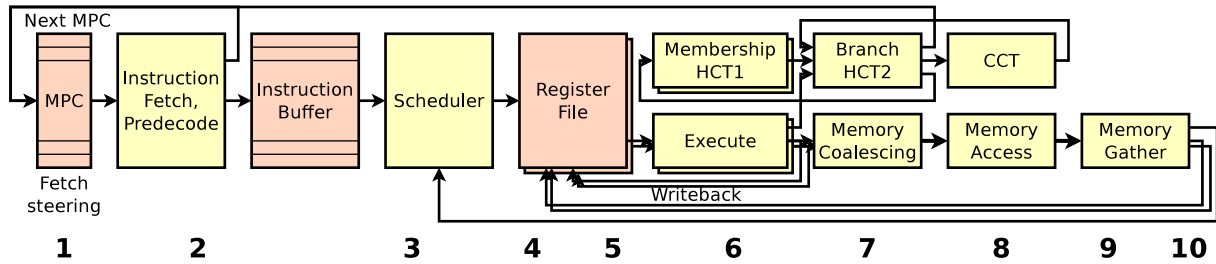 Next MPC
MPC
Fetch
steering
Instruction
Fetch,
Predecode
Instruction
Buffer
Scheduler
Register
File
Membership
HCT1
Branch
HCT2
CCT
Execute
Memory
Coalescing
Memory
Access
Memory
Gather
Writeback
1 2 3 4 5 6 7 8 9 10